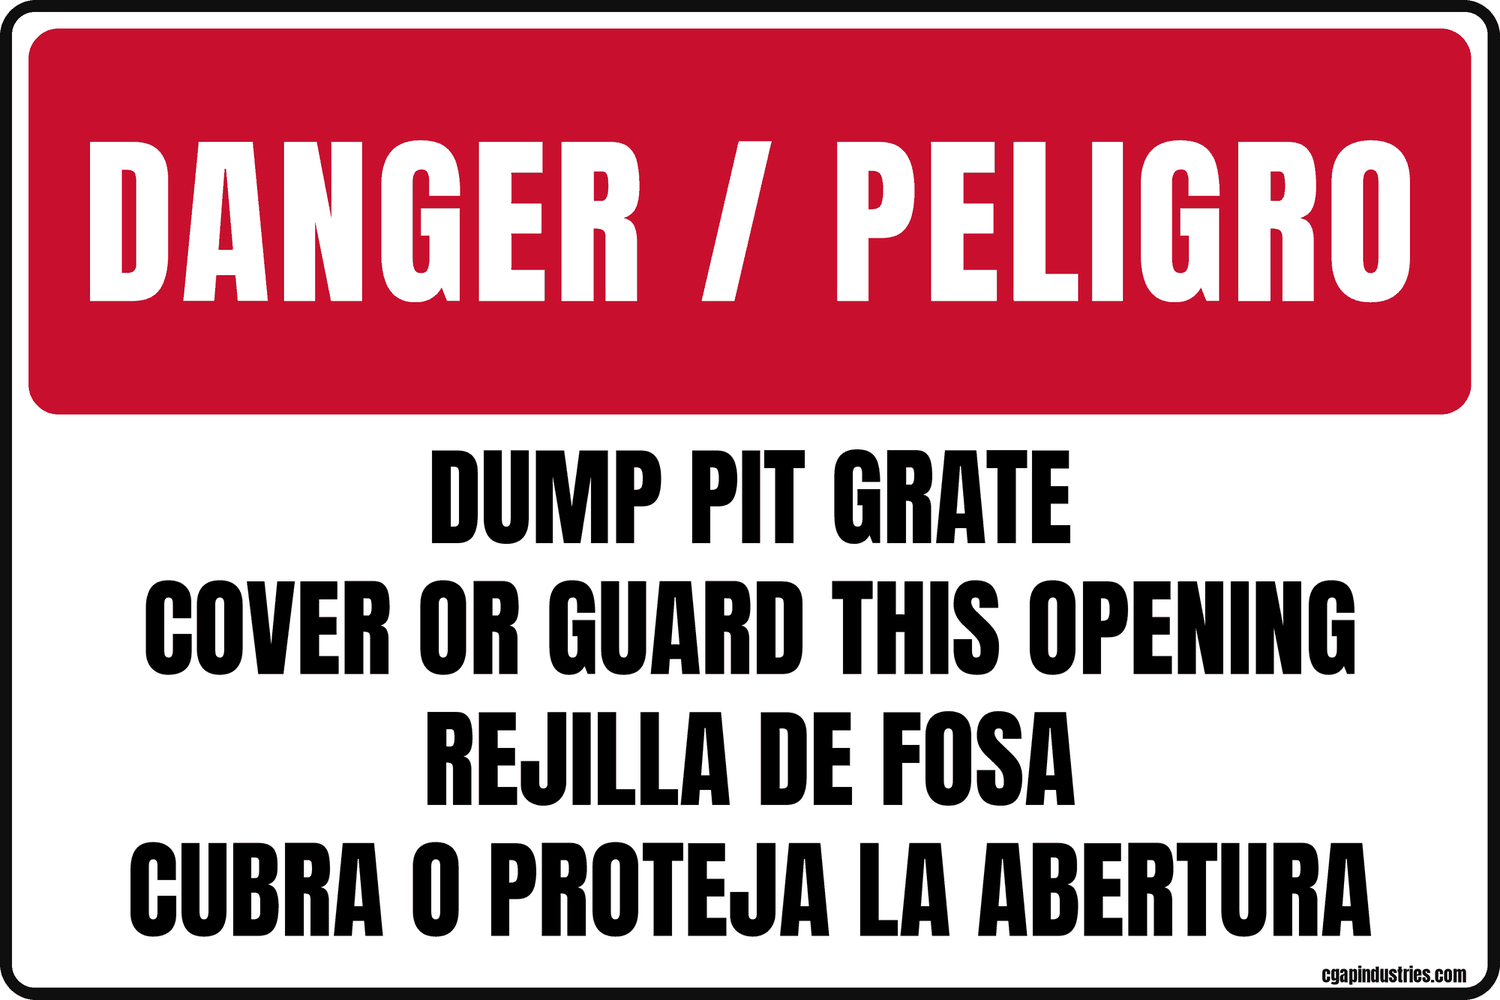 DANGER / PELIGRO
DUMP PIT GRATE
COVER OR GUARD THIS OPENING
REJILLA DE FOSA
CUBRA O PROTEJA LA ABERTURA
cgapindustries.com